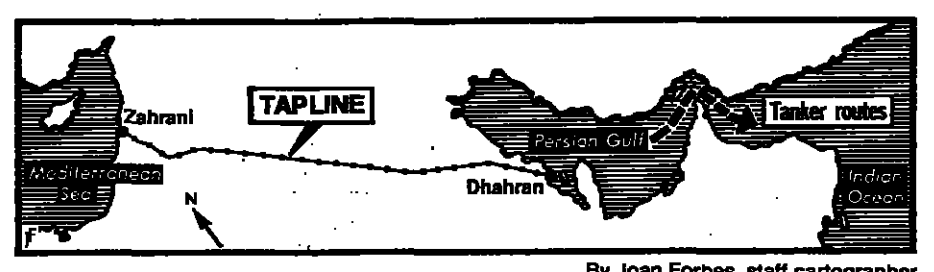 Zahrani
TAPLINE
Tanker routes
Persian Gulf
Mediterranean
Sea
Dhahran
Indian
Ocean
N
F
By Joan Forbes, staff cartographer